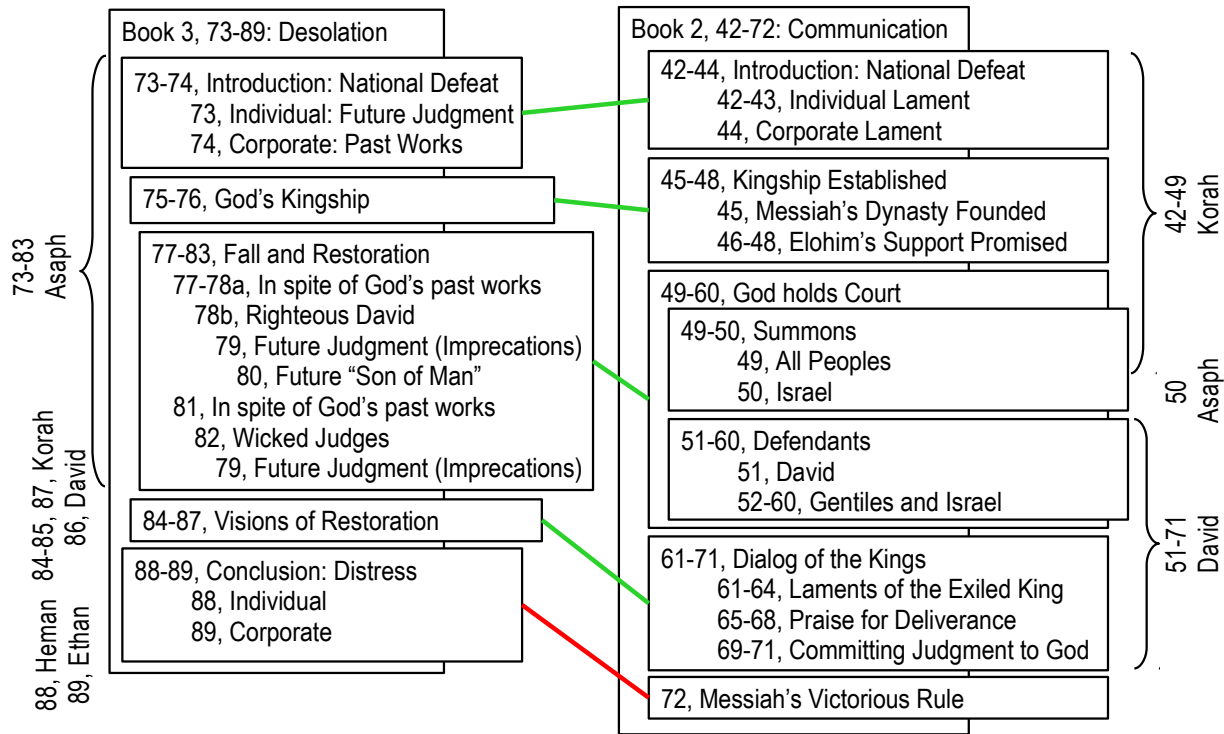 Book 3, 73-89: Desolation
73-74, Introduction: National Defeat
73, Individual: Future Judgment
74, Corporate: Past Works
75-76, God’s Kingship
77-83, Fall and Restoration
77-78a, In spite of God’s past works
78b, Righteous David
79, Future Judgment (Imprecations)
80, Future “Son of Man”
81, In spite of God’s past works
82, Wicked Judges
79, Future Judgment (Imprecations)
84-87, Visions of Restoration
88-89, Conclusion: Distress
88, Individual
89, Corporate
73-83
Asaph
84-85, 87, Korah
86, David
88, Heman
89, Ethan
Book 2, 42-72: Communication
42-44, Introduction: National Defeat
42-43, Individual Lament
44, Corporate Lament
45-48, Kingship Established
45, Messiah’s Dynasty Founded
46-48, Elohim’s Support Promised
49-60, God holds Court
49-50, Summons
49, All Peoples
50, Israel
51-60, Defendants
51, David
52-60, Gentiles and Israel
61-71, Dialog of the Kings
61-64, Laments of the Exiled King
65-68, Praise for Deliverance
69-71, Committing Judgment to God
72, Messiah’s Victorious Rule
42-49
Korah
50
Asaph
51-71
David